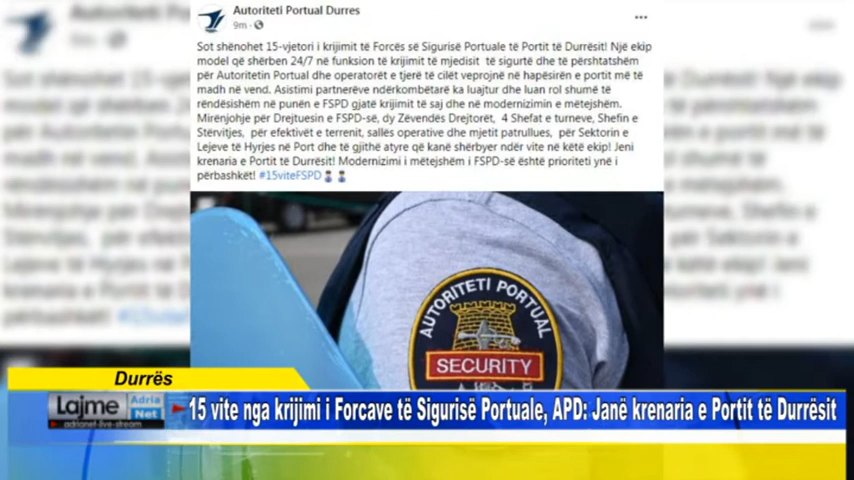 Autoriteti Portual Durres
9m
Sot shënohet 15-vjetori i krijimit të Forcës së Sigurisë Portuale të Portit të Durrësit! Një ekip
model që shërben 24/7 në funksion të krijimit të mjedisit të sigurtë dhe të përshtatshëm
për Autoritetin Portual dhe operatorët e tjerë të cilët veprojnë në hapësirën e portit më të
madh në vend. Asistimi partnerëve ndërkombëtarë ka luajtur dhe luan rol shumë të
rëndësishëm në punën e FSPD gjatë krijimit të saj dhe në modernizimin e mëtejshëm.
Mirënjohje për Drejtuesin e FSPD-së, dy Zëvendës Drejtorët, 4 Shefat e turneve, Shefin e
Stërvitjes, për efektivët e terrenit, sallës operative dhe mjetit patrullues, për Sektorin e
Lejeve të Hyrjes në Port dhe të gjithë atyre që kanë shërbyer ndër vite në këtë ekip! Jeni
krenaria e Portit të Durrësit! Modernizimi i mëtejshëm i FSPD-së është prioriteti ynë i
përbashkët! #15viteFSPD
AUTORITETI PORTUAL
SECURITY
Durrës
Lajme
Adria
Net
adrianet-live-stream
15 vite nga krijimi i Forcave të Sigurisë Portuale, APD: Janë krenaria e Portit të Durrësit